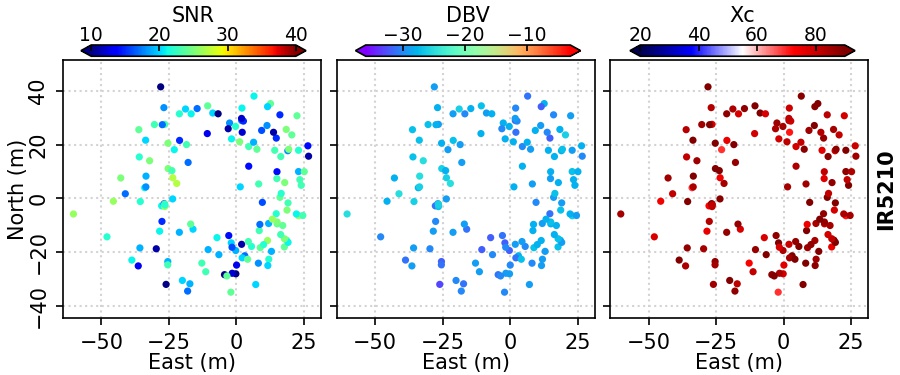 SNR DBV Xc
10 20 30 40 −30 −20 −10 20 40 60 80
40
20
0
−20
−40
North (m)
−50 −25 0 25 −50 −25 0 25 −50 −25 0 25
East (m) East (m) East (m)
IR5210